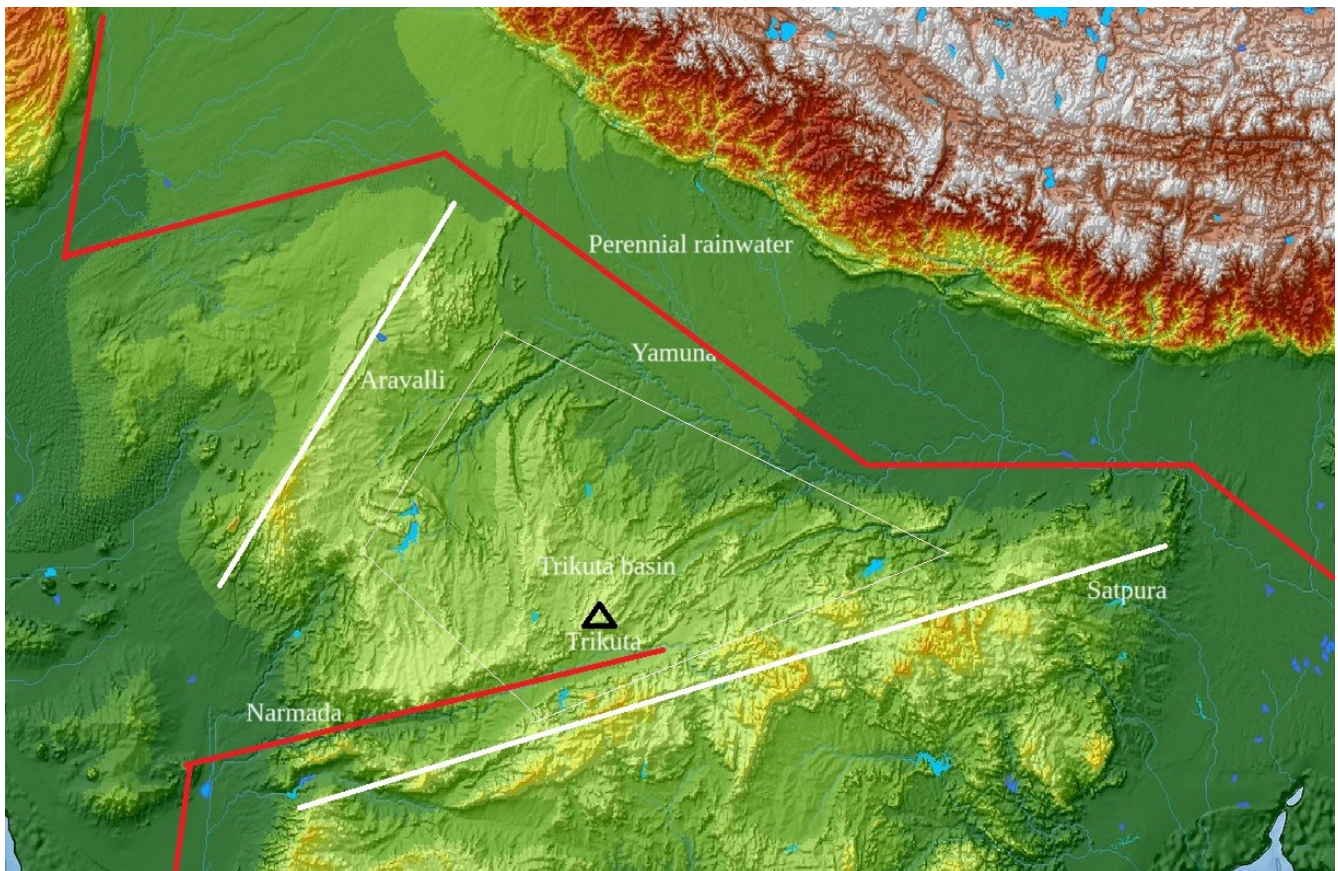 Perennial rainwater
Yamuna
Aravalli
Trikuta basin
Satpura
Trikuta
Narmada